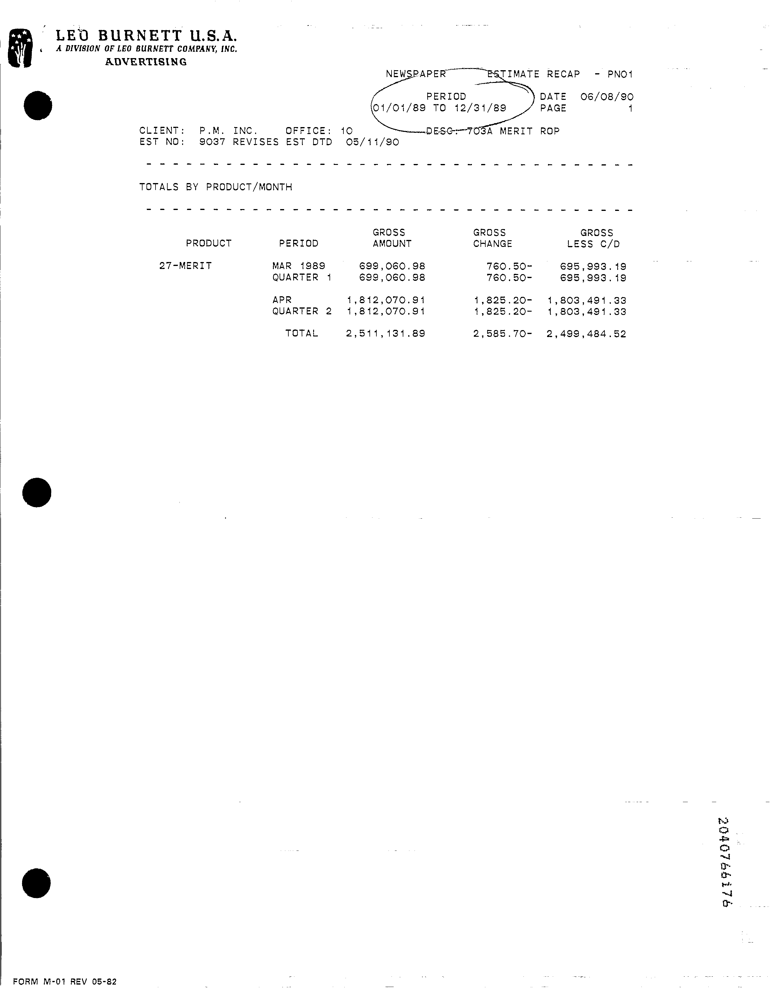 LEO BURNETT U.S.A.
A DIVISION OF LEO BURNETT COMPANY, INC.
ADVERTISING
NEWSPAPER ESTIMATE RECAP - PN01
PERIOD DATE 06/08/90
01/01/89 TO 12/31/89 PAGE 1
CLIENT: P.M. INC. OFFICE: 10 DESC: 703A MERIT ROP
EST NO: 9037 REVISES EST DTD 05/11/90
TOTALS BY PRODUCT/MONTH
GROSS GROSS GROSS
PRODUCT PERIOD AMOUNT CHANGE LESS C/D
27-MERIT MAR 1989 699,060.98 760.50- 695,993.19
QUARTER 1 699,060.98 760.50- 695,993.19
APR 1,812,070.91 1,825.20- 1,803,491.33
QUARTER 2 1,812,070.91 1,825.20- 1,803,491.33
TOTAL 2,511,131.89 2,585.70- 2,499,484.52
2040766176
FORM M-01 REV 05-82